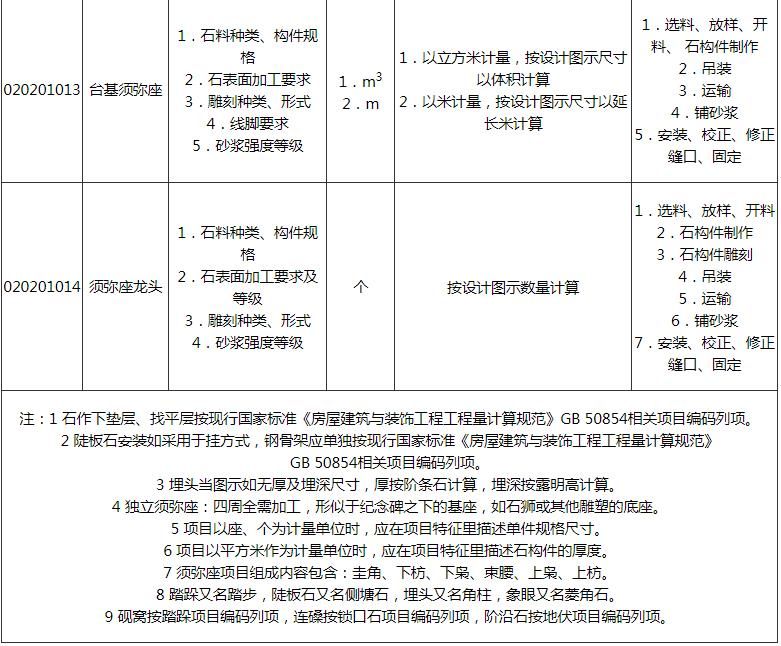 020201013
台基须弥座
1．石料种类、构件规
格
2．石表面加工要求
3．雕刻种类、形式
4．线脚要求
5．砂浆强度等级
1．m3
2．m
1．以立方米计量，按设计图示尺寸
以体积计算
2．以米计量，按设计图示尺寸以延
长米计算
1．选料、放样、开
料、 石构件制作
2．吊装
3．运输
4．铺砂浆
5．安装、校正、修正
缝口、固定
020201014
须弥座龙头
1．石料种类、构件规
格
2．石表面加工要求及
等级
3．雕刻种类、形式
4．砂浆强度等级
个
按设计图示数量计算
1．选料、放样、开料
2．石构件制作
3．石构件雕刻
4．吊装
5．运输
6．铺砂浆
7．安装、校正、修正
缝口、固定
注：1 石作下垫层、找平层按现行国家标准《房屋建筑与装饰工程工程量计算规范》GB 50854相关项目编码列项。
2 陡板石安装如采用于挂方式，钢骨架应单独按现行国家标准《房屋建筑与装饰工程工程量计算规范》
GB 50854相关项目编码列项。
3 埋头当图示如无厚及埋深尺寸，厚按阶条石计算，埋深按露明高计算。
4 独立须弥座：四周全需加工，形似于纪念碑之下的基座，如石狮或其他雕塑的底座。
5 项目以座、个为计量单位时，应在项目特征里描述单件规格尺寸。
6 项目以平方米作为计量单位时，应在项目特征里描述石构件的厚度。
7 须弥座项目组成内容包含：圭角、下枋、下枭、束腰、上枭、上枋。
8 踏跺又名踏步，陡板石又名侧塘石，埋头又名角柱，象眼又名菱角石。
9 砚窝按踏跺项目编码列项，连磉按锁口石项目编码列项，阶沿石按地伏项目编码列项。